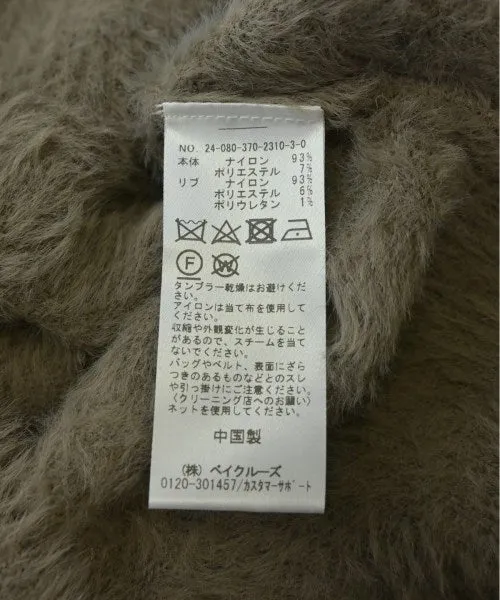 NO. 24-080-370-2310-3-0
本体 ナイロン 93%
ポリエステル 7%
リブ ナイロン 93%
ポリエステル 6%
ポリウレタン 1%
F W
タンブラー乾燥はお避けくだ
さい。
アイロンは当て布を使用して
ください。
収縮や外観変化が生じること
があるので、スチームを当て
ないでください。
バッグやベルト、表面にざら
つきのあるものなどとのスレ
や引っ掛けにご注意ください。
〈クリーニング店へのお願い〉
ネットを使用してください。
中国製
(株) ベイクルーズ
0120-301457/カスタマーサポート